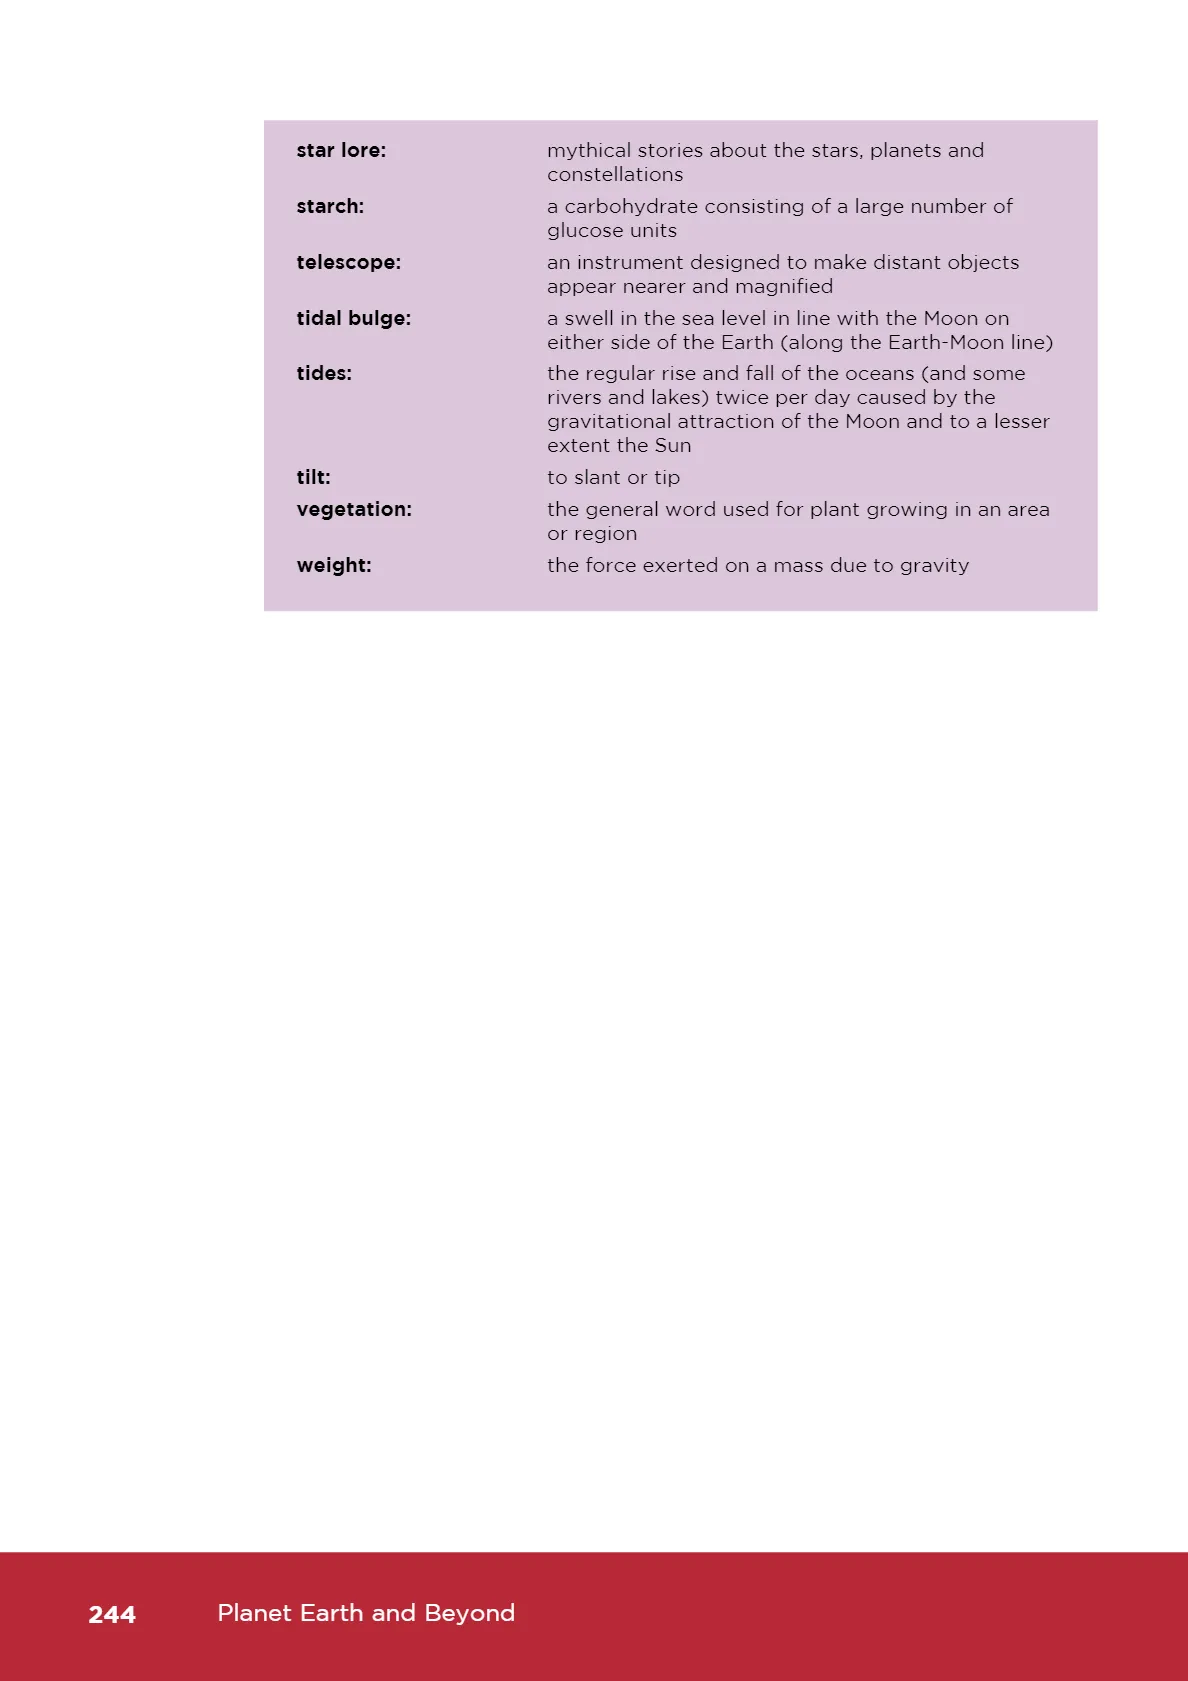 star lore: mythical stories about the stars, planets and
constellations
starch: a carbohydrate consisting of a large number of
glucose units
telescope: an instrument designed to make distant objects
appear nearer and magnified
tidal bulge: a swell in the sea level in line with the Moon on
either side of the Earth (along the Earth-Moon line)
tides: the regular rise and fall of the oceans (and some
rivers and lakes) twice per day caused by the
gravitational attraction of the Moon and to a lesser
extent the Sun
tilt: to slant or tip
vegetation: the general word used for plant growing in an area
or region
weight: the force exerted on a mass due to gravity
244 Planet Earth and Beyond